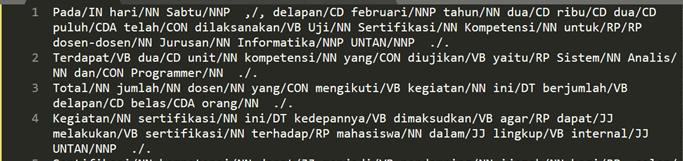 1 Pada/IN hari/NN Sabtu/NNP ,/, delapan/CD februari/NNP tahun/NN dua/CD ribu/CD dua/CD
puluh/CDA telah/CON dilaksanakan/VB Uji/NN Sertifikasi/NN Kompetensi/NN untuk/RP/RP
dosen-dosen/NN Jurusan/NN Informatika/NNP UNTAN/NNP ./.
2 Terdapat/VB dua/CD unit/NN kompetensi/NN yang/CON diujikan/VB yaitu/RP Sistem/NN Analis/
NN dan/CON Programmer/NN ./.
3 Total/NN jumlah/NN dosen/NN yang/CON mengikuti/VB kegiatan/NN ini/DT berjumlah/VB
delapan/CD belas/CDA orang/NN ./.
4 Kegiatan/NN sertifikasi/NN ini/DT kedepannya/VB dimaksudkan/VB agar/RP dapat/JJ
melakukan/VB sertifikasi/NN terhadap/RP mahasiswa/NN dalam/JJ lingkup/VB internal/JJ
UNTAN/NNP ./.